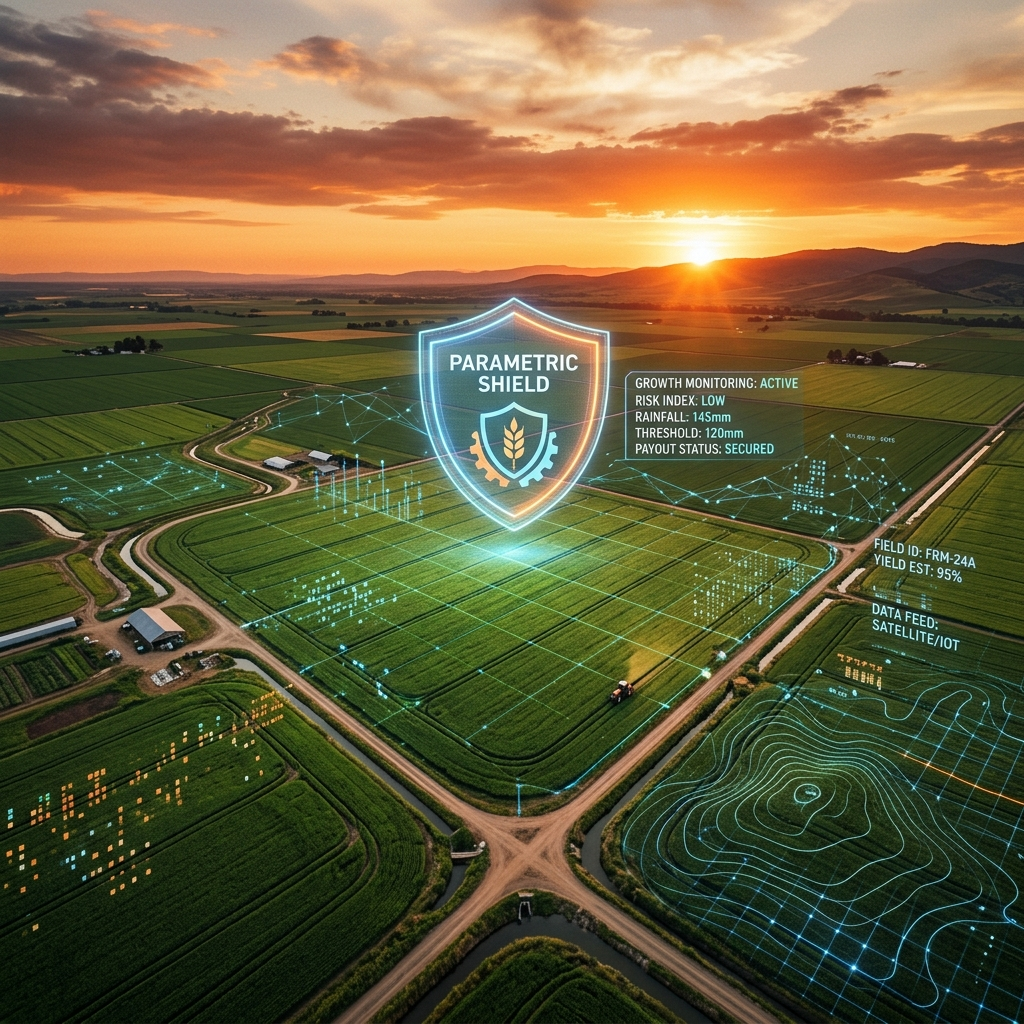 PARAMETRIC
SHIELD
GROWTH MONITORING: ACTIVE
RISK INDEX: LOW
RAINFALL: 145mm
THRESHOLD: 120mm
PAYOUT STATUS: SECURED
FIELD ID: FRM-24A
YIELD EST: 95%
DATA FEED:
SATELLITE/IOT